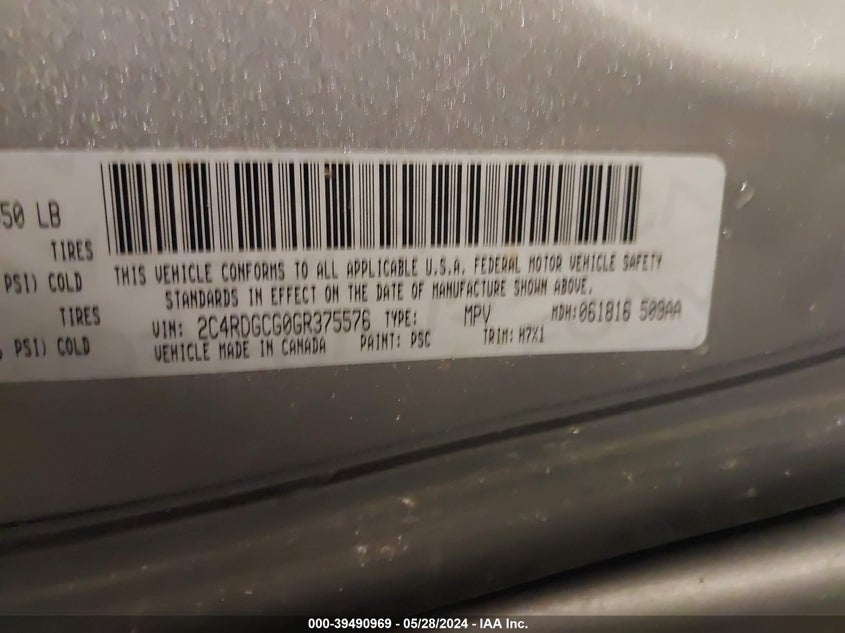 50 LB
TIRES
PSI) COLD
TIRES
PSI) COLD
THIS VEHICLE CONFORMS TO ALL APPLICABLE U.S.A. FEDERAL MOTOR VEHICLE SAFETY
STANDARDS IN EFFECT ON THE DATE OF MANUFACTURE SHOWN ABOVE.
VIN: 2C4RDGCG0GR375576 TYPE: MPV MDH:061816 509AA
VEHICLE MADE IN CANADA PAINT: PSC TRIM: H7X1
000-39490969 - 05/28/2024 - IAA Inc.